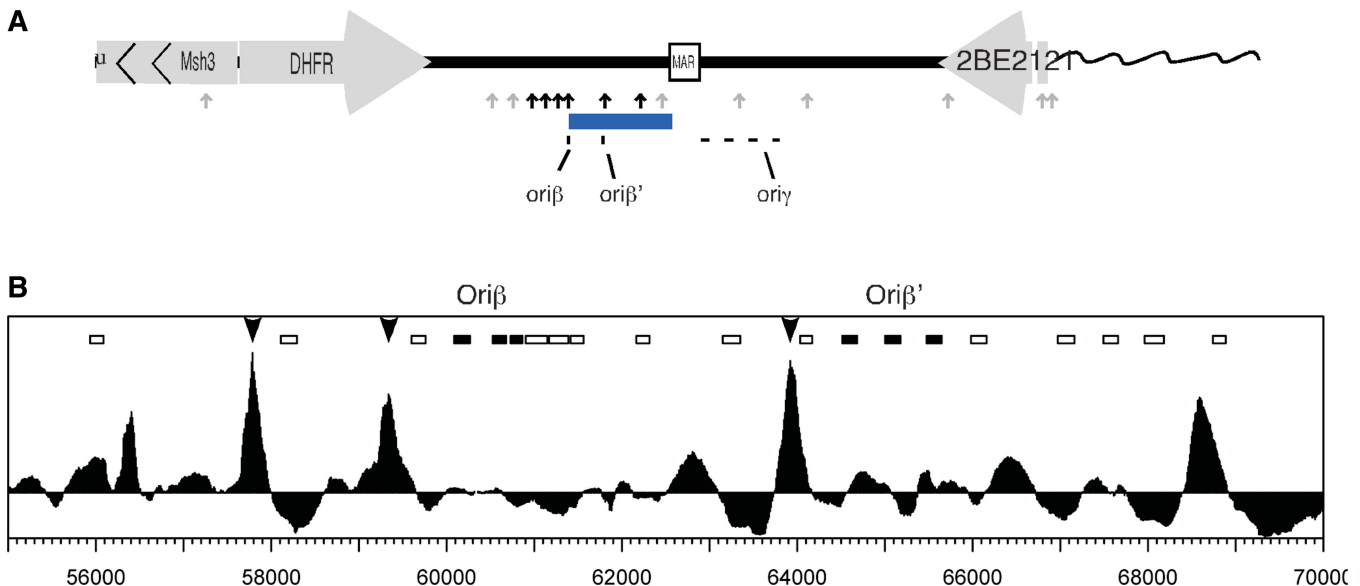 A
u Msh3 DHFR MAR 2BE2121
oriβ oriβ’ oriγ
B
Oriβ Oriβ’
56000 58000 60000 62000 64000 66000 68000 70000